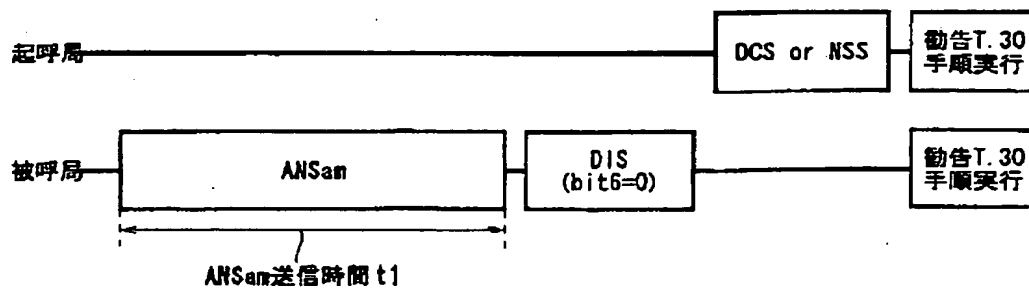 起呼局
DCS or NSS
勧告T.30
手順実行
被呼局
ANSam
DIS
(bit6=0)
勧告T.30
手順実行
ANSam送信時間 t1